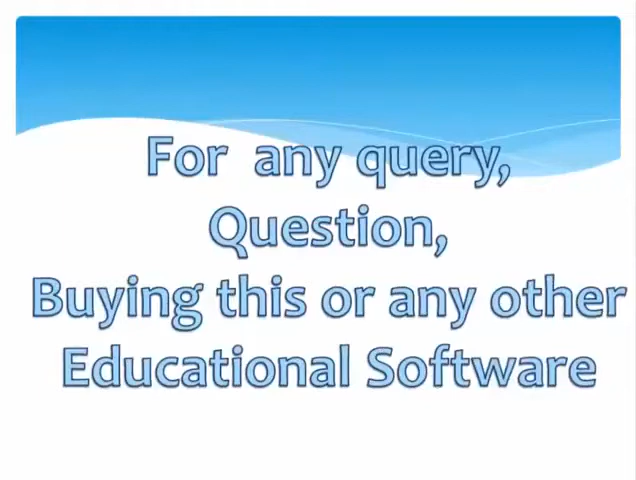 For any query,
Question,
Buying this or any other
Educational Software